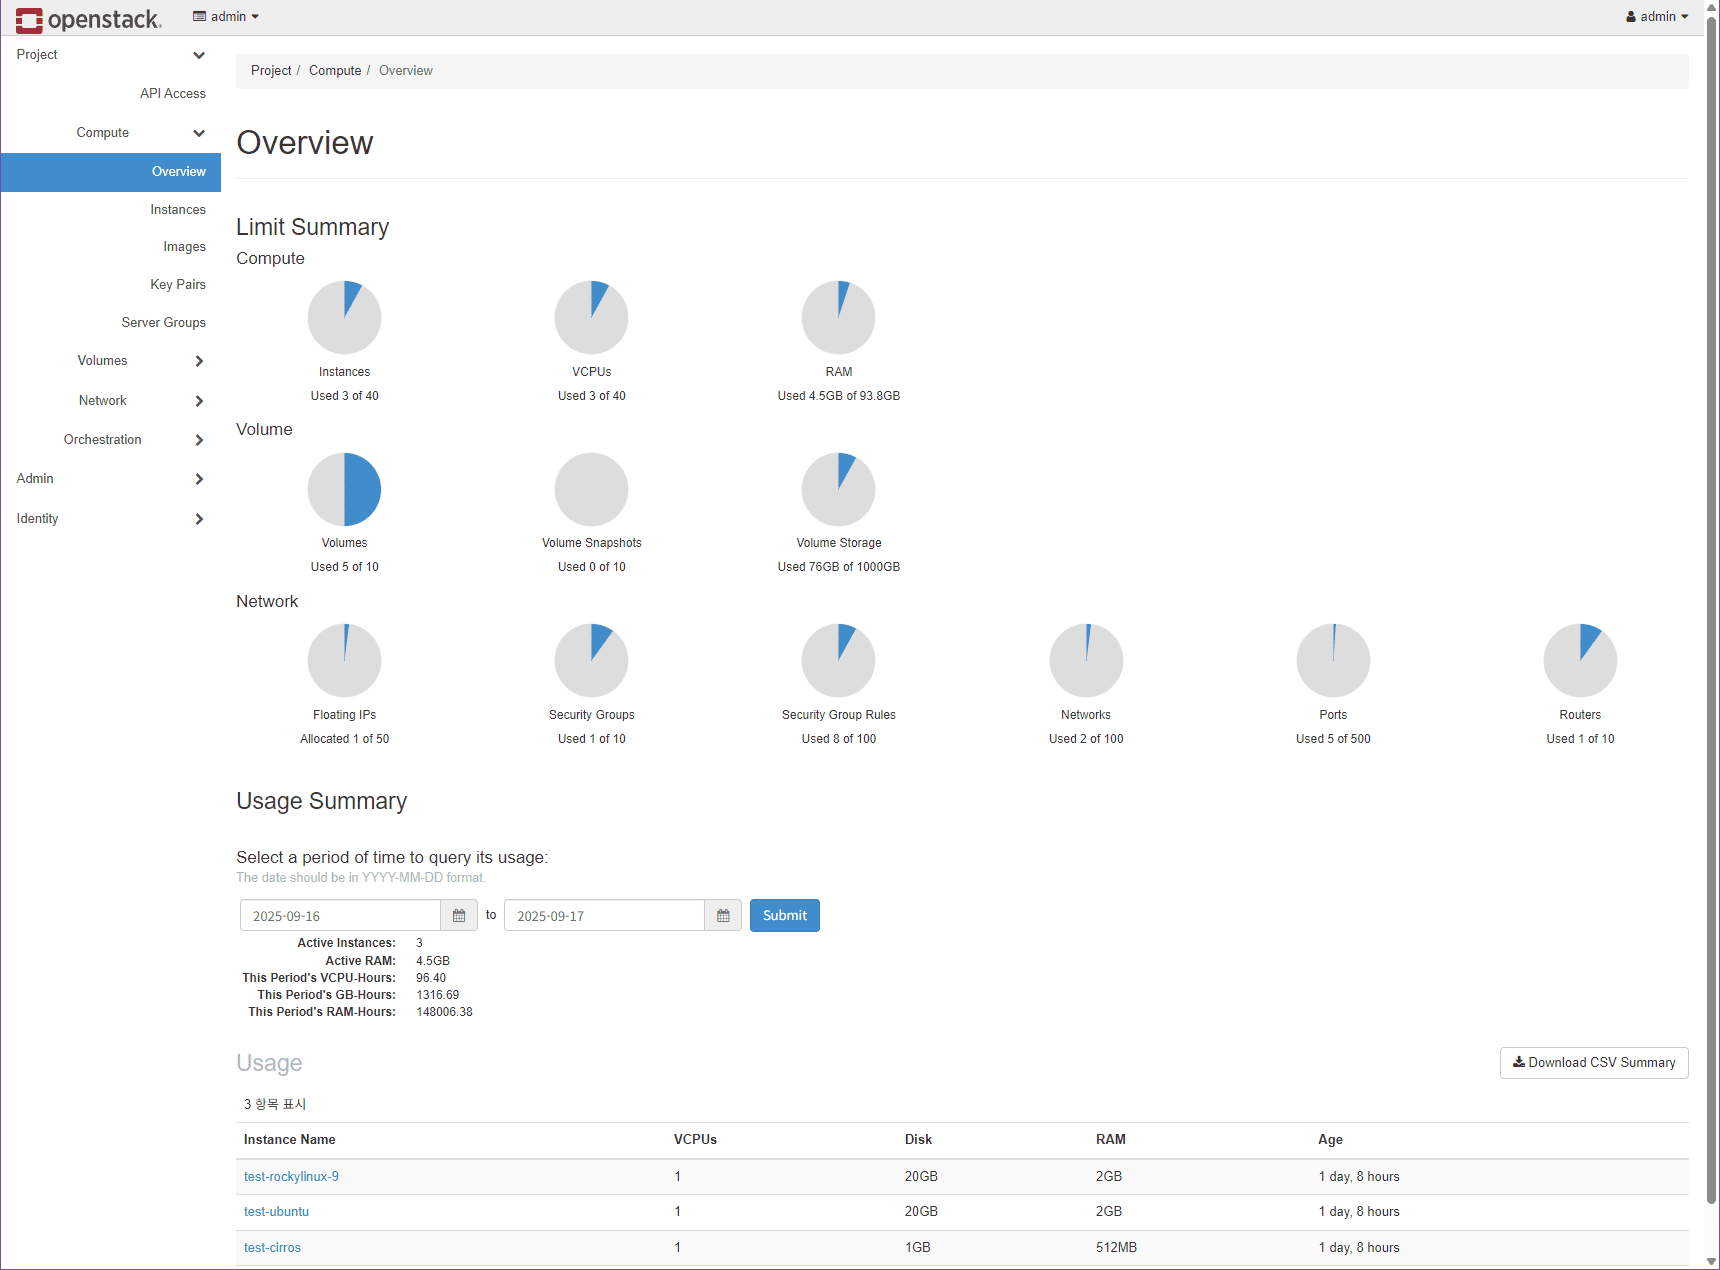 openstack.
admin
admin
Project
API Access
Compute
Overview
Instances
Images
Key Pairs
Server Groups
Volumes
Network
Orchestration
Admin
Identity
Project / Compute / Overview
Overview
Limit Summary
Compute
Instances
Used 3 of 40
VCPUs
Used 3 of 40
RAM
Used 4.5GB of 93.8GB
Volume
Volumes
Used 5 of 10
Volume Snapshots
Used 0 of 10
Volume Storage
Used 76GB of 1000GB
Network
Floating IPs
Allocated 1 of 50
Security Groups
Used 1 of 10
Security Group Rules
Used 8 of 100
Networks
Used 2 of 100
Ports
Used 5 of 500
Routers
Used 1 of 10
Usage Summary
Select a period of time to query its usage:
The date should be in YYYY-MM-DD format.
2025-09-16 to 2025-09-17 Submit
Active Instances: 3
Active RAM: 4.5GB
This Period's VCPU-Hours: 96.40
This Period's GB-Hours: 1316.69
This Period's RAM-Hours: 148006.38
Usage
Download CSV Summary
3 항목 표시
Instance Name VCPUs Disk RAM Age
test-rockylinux-9 1 20GB 2GB 1 day, 8 hours
test-ubuntu 1 20GB 2GB 1 day, 8 hours
test-cirros 1 1GB 512MB 1 day, 8 hours